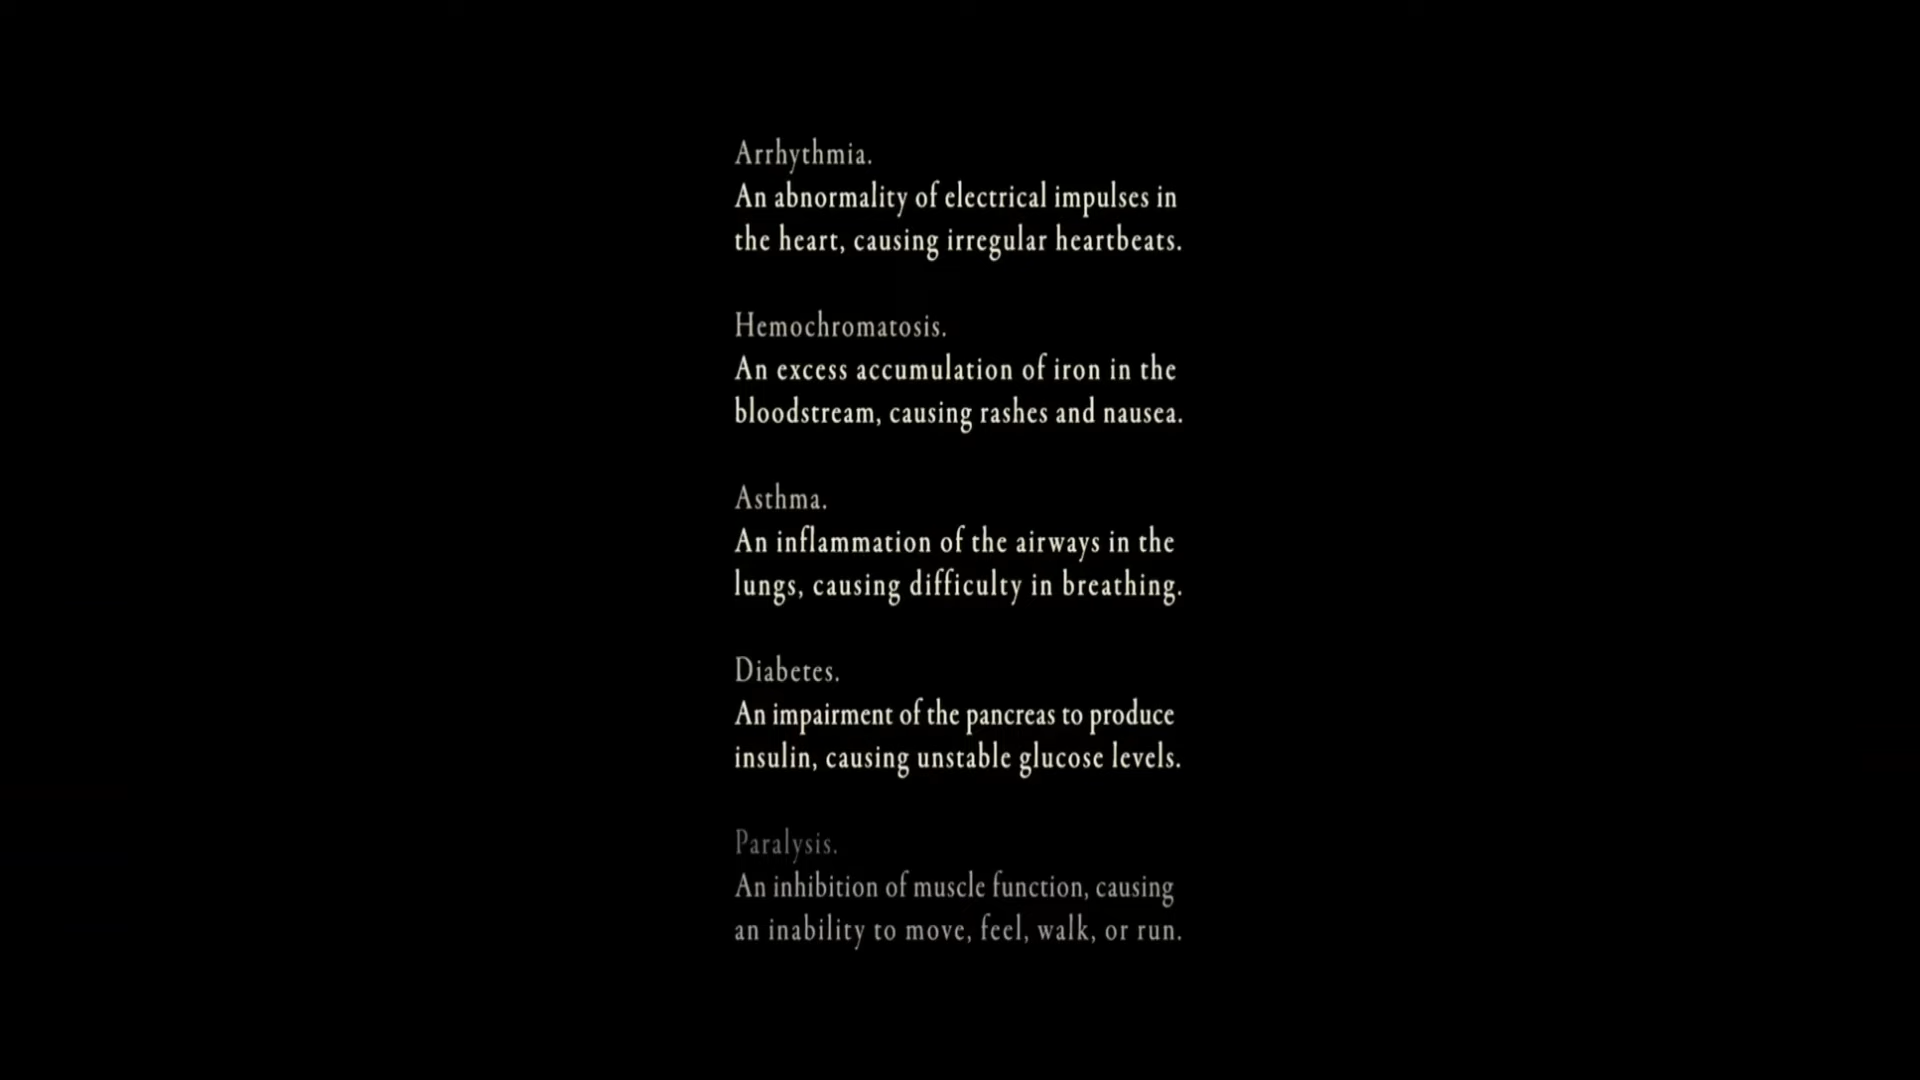 Arrhythmia.
An abnormality of electrical impulses in
the heart, causing irregular heartbeats.
Hemochromatosis.
An excess accumulation of iron in the
bloodstream, causing rashes and nausea.
Asthma.
An inflammation of the airways in the
lungs, causing difficulty in breathing.
Diabetes.
An impairment of the pancreas to produce
insulin, causing unstable glucose levels.
Paralysis.
An inhibition of muscle function, causing
an inability to move, feel, walk, or run.